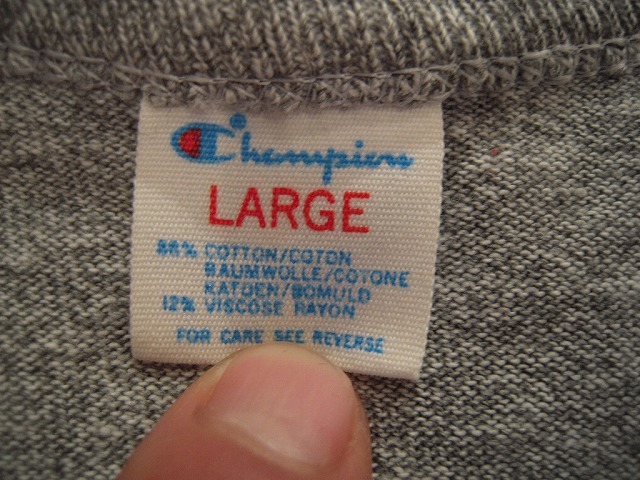 Champion
LARGE
88% COTTON/COTON
BAUMWOLLE/COTONE
KATOEN/BOMULD
12% VISCOSE RAYON
FOR CARE SEE REVERSE